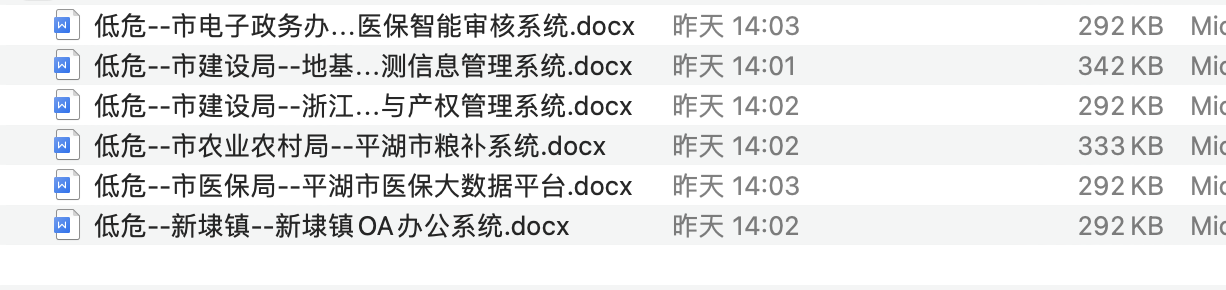 低危--市电子政务办...医保智能审核系统.docx 昨天 14:03 292 KB Mic
低危--市建设局--地基...测信息管理系统.docx 昨天 14:01 342 KB Mic
低危--市建设局--浙江...与产权管理系统.docx 昨天 14:02 292 KB Mic
低危--市农业农村局--平湖市粮补系统.docx 昨天 14:02 333 KB Mic
低危--市医保局--平湖市医保大数据平台.docx 昨天 14:03 292 KB Mic
低危--新埭镇--新埭镇OA办公系统.docx 昨天 14:02 292 KB Mic